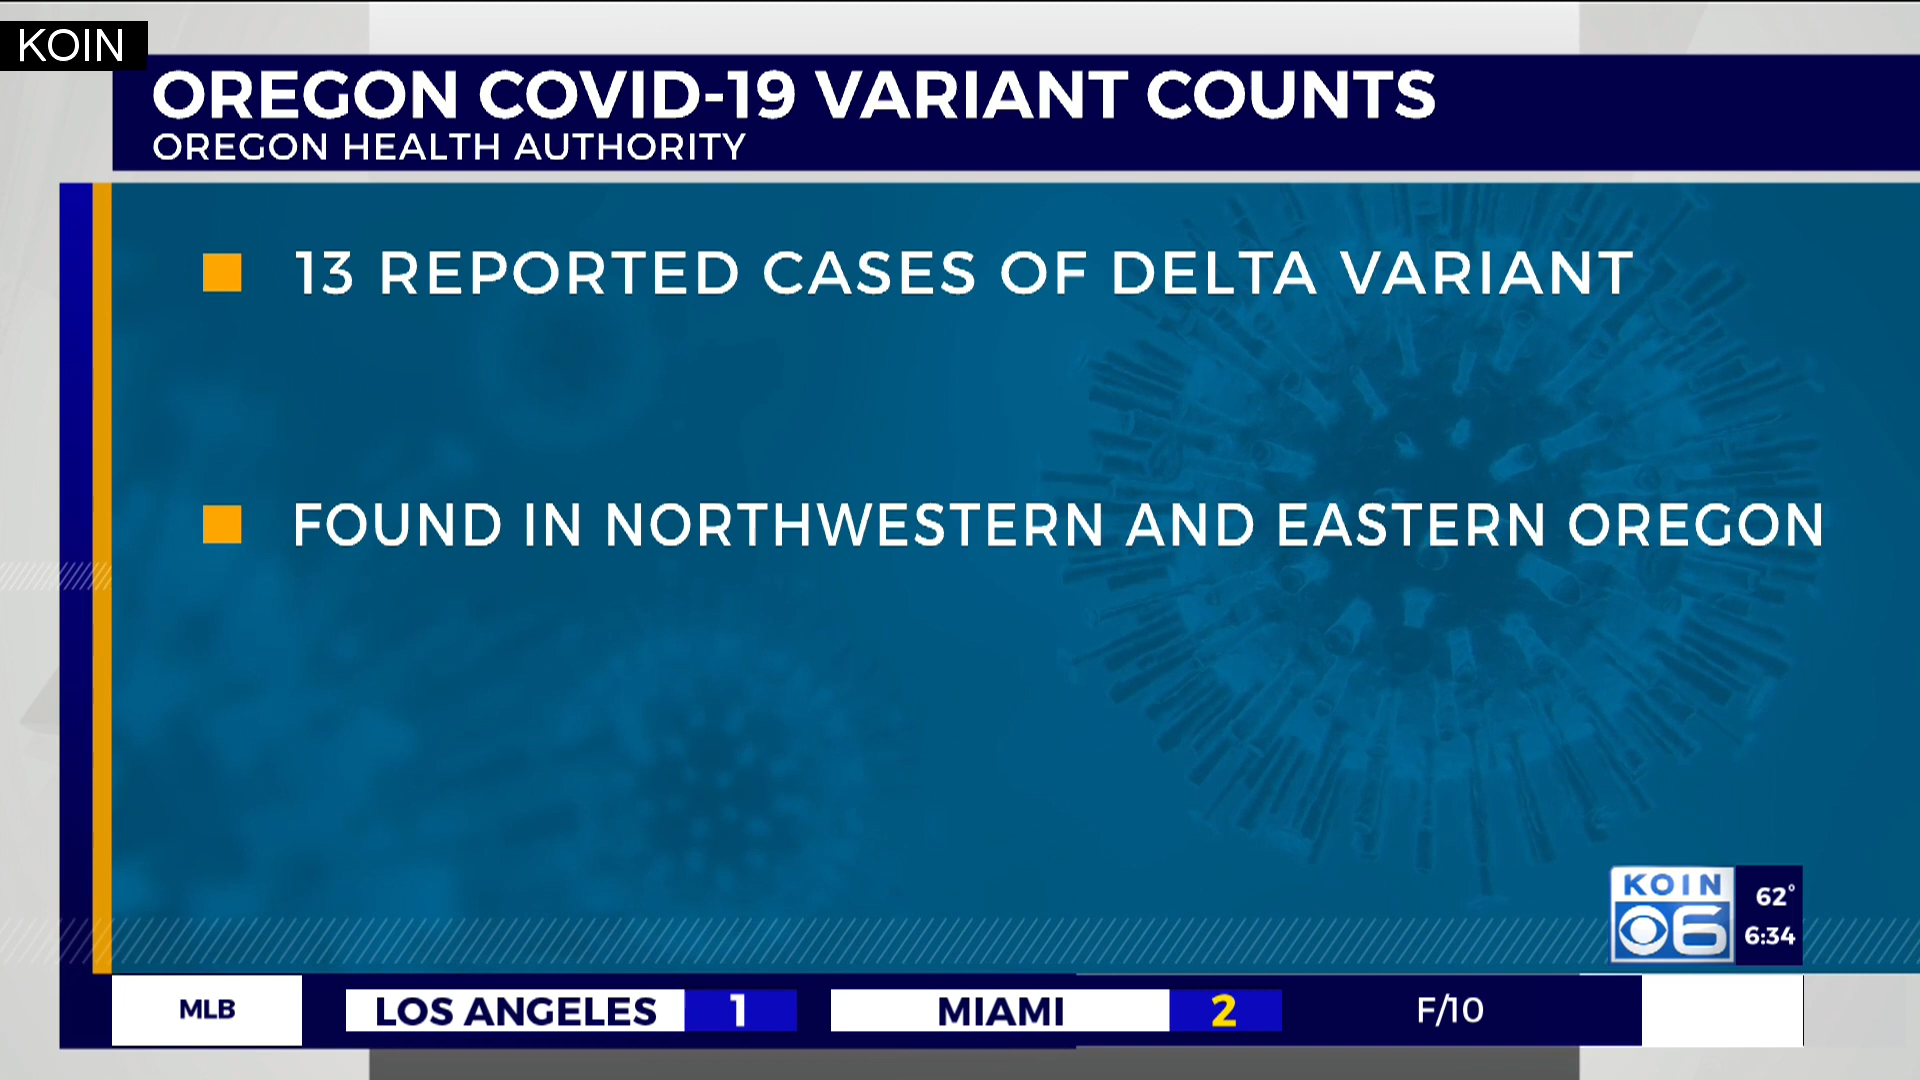 KOIN
OREGON COVID-19 VARIANT COUNTS
OREGON HEALTH AUTHORITY
13 REPORTED CASES OF DELTA VARIANT
FOUND IN NORTHWESTERN AND EASTERN OREGON
KOIN
6
62°
6:34
MLB LOS ANGELES 1 MIAMI 2 F/10